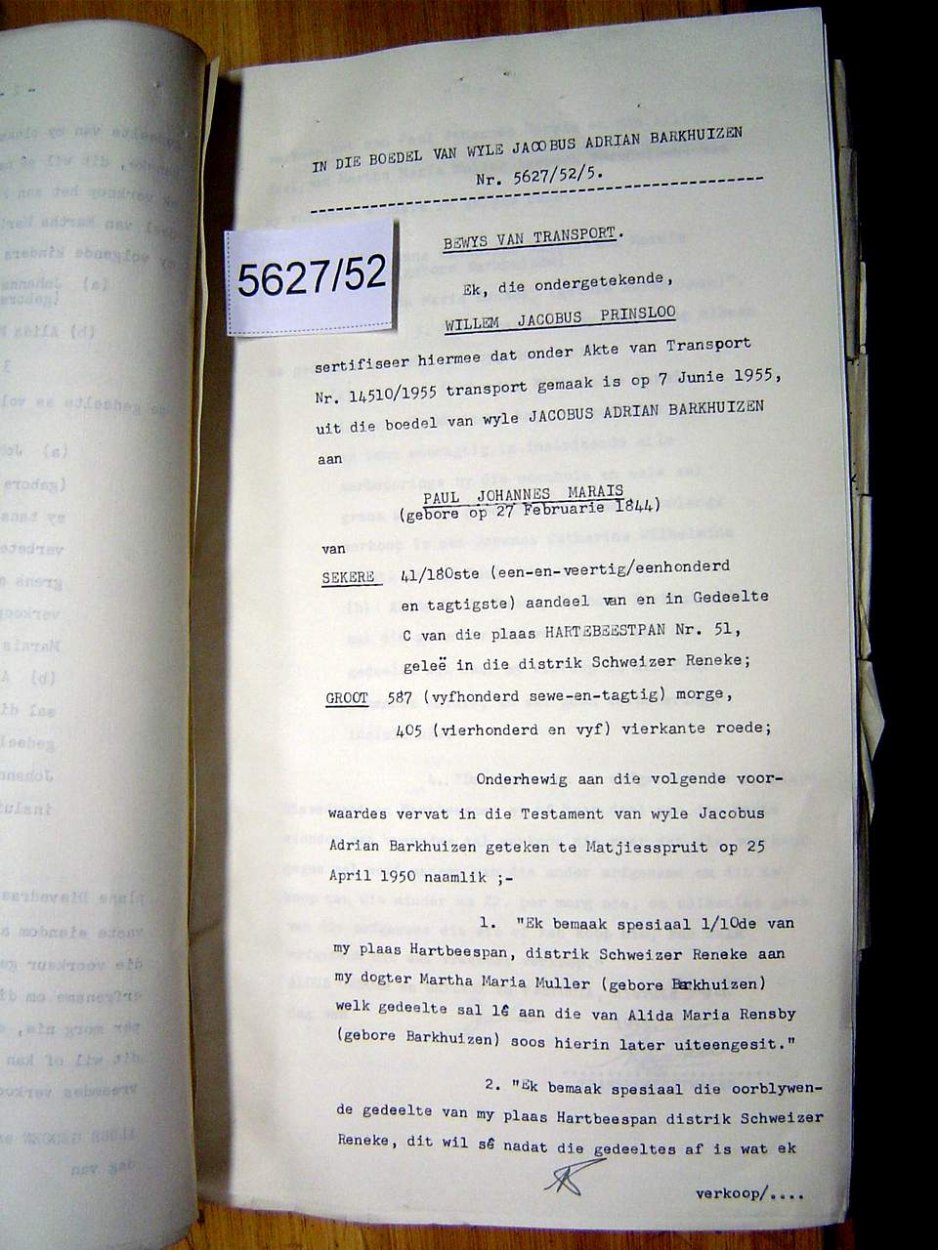 IN DIE BOEDEL VAN WYLE JACOBUS ADRIAN BARKHUIZEN
Nr. 5627/52/5.
5627/52
BEWYS VAN TRANSPORT.
Ek, die ondergetekende,
WILLEM JACOBUS PRINSLOO
sertifiseer hiermee dat onder Akte van Transport
Nr. 14510/1955 transport gemaak is op 7 Junie 1955,
uit die boedel van wyle JACOBUS ADRIAN BARKHUIZEN
aan
PAUL JOHANNES MARAIS
(gebore op 27 Februarie 1844)
van
SEKERE 41/180ste (een-en-veertig/eenhonderd
en tagtigste) aandeel van en in Gedeelte
C van die plaas HARTEBEESTPAN Nr. 51,
geleë in die distrik Schweizer Reneke;
GROOT 587 (vyfhonderd sewe-en-tagtig) morge,
405 (vierhonderd en vyf) vierkante roede;
Onderhewig aan die volgende voor-
waardes vervat in die Testament van wyle Jacobus
Adrian Barkhuizen geteken te Matjiesspruit op 25
April 1950 naamlik ;-
1. "Ek bemaak spesiaal 1/10de van
my plaas Hartbeespan, distrik Schweizer Reneke aan
my dogter Martha Maria Muller (gebore Barkhuizen)
welk gedeelte sal lê aan die van Alida Maria Rensby
(gebore Barkhuizen) soos hierin later uiteengesit."
2. "Ek bemaak spesiaal die oorblywen-
de gedeelte van my plaas Hartbeespan distrik Schweizer
Reneke, dit wil sê nadat die gedeeltes af is wat ek
verkoop/....